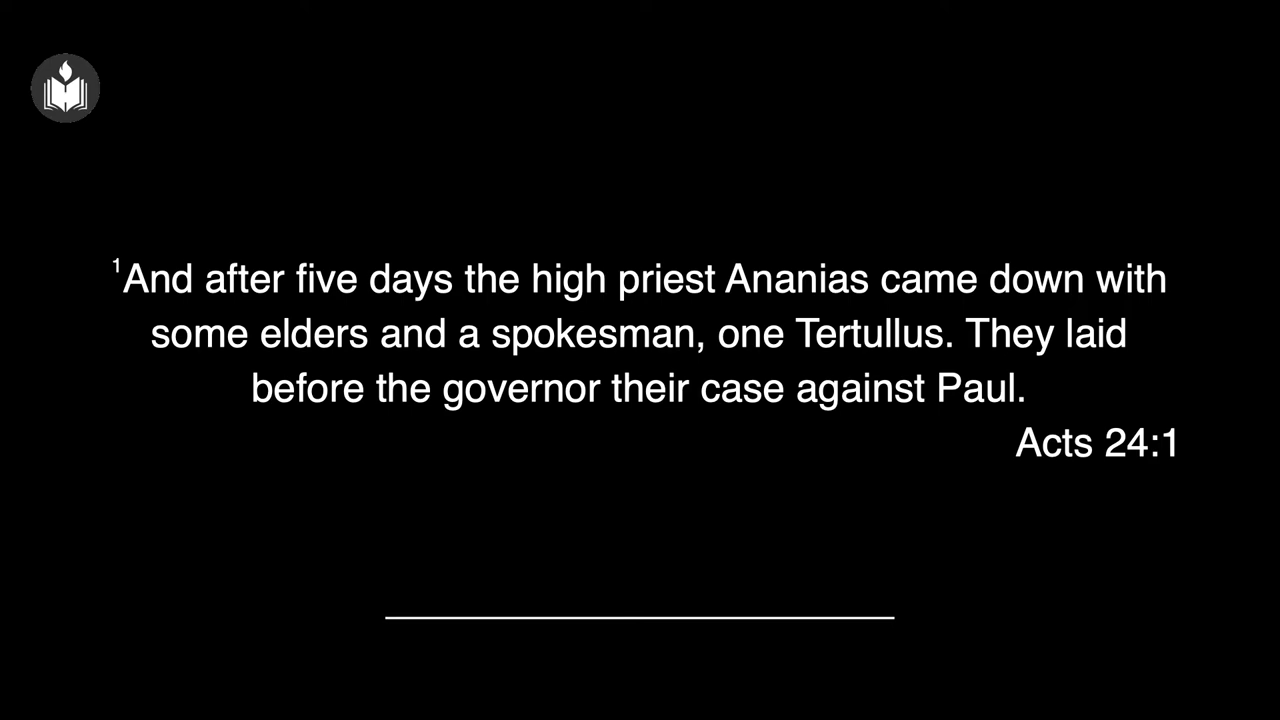 ¹And after five days the high priest Ananias came down with
some elders and a spokesman, one Tertullus. They laid
before the governor their case against Paul.
Acts 24:1